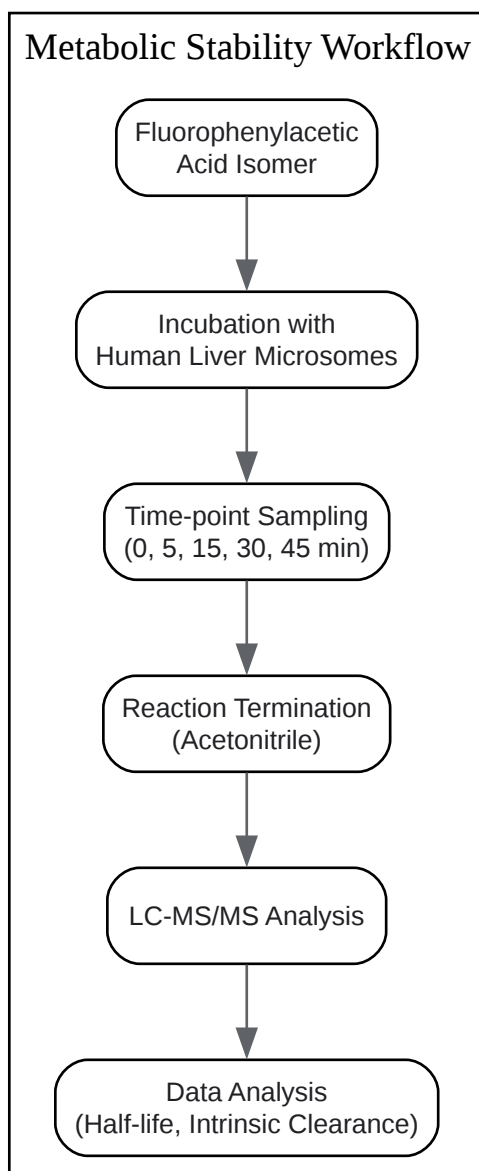 Metabolic Stability Workflow
Fluorophenylacetic
Acid Isomer
Incubation with
Human Liver Microsomes
Time-point Sampling
(0, 5, 15, 30, 45 min)
Reaction Termination
(Acetonitrile)
LC-MS/MS Analysis
Data Analysis
(Half-life, Intrinsic Clearance)